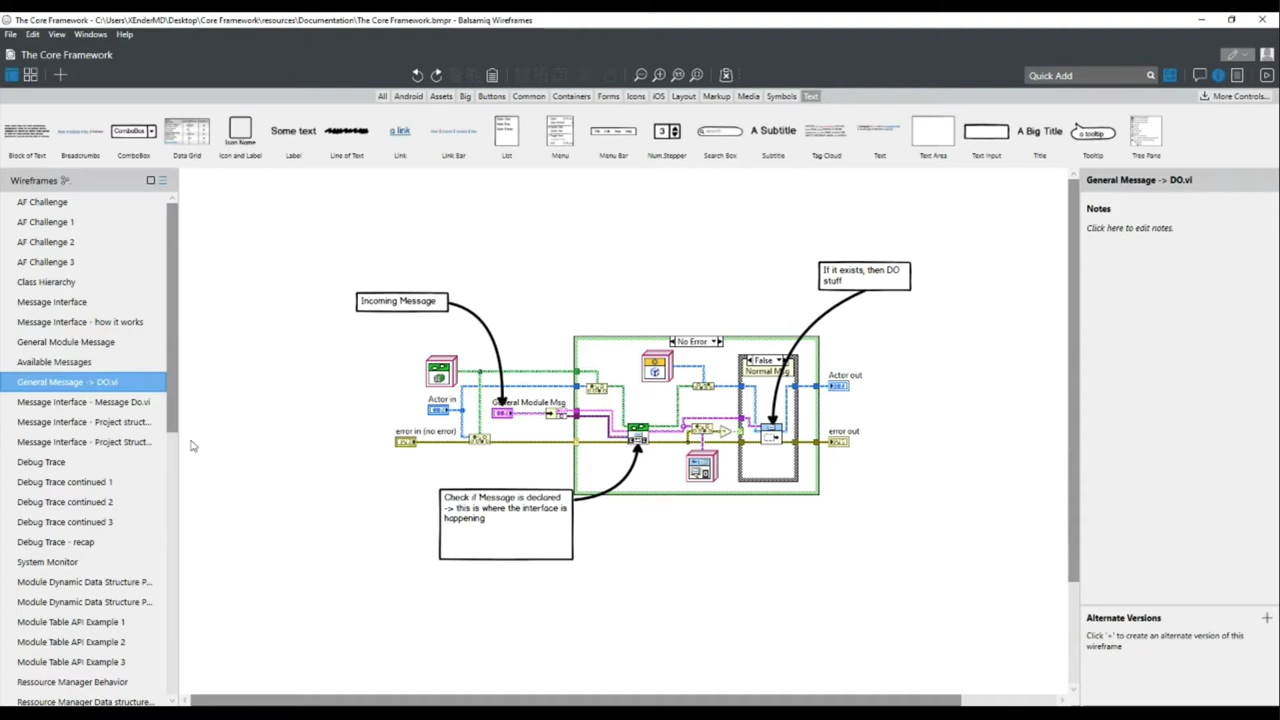 The Core Framework - C:\Users\XEnderMD\Desktop\Core Framework\resources\Documentation\The Core Framework.bmpr - Balsamiq Wireframes
File Edit View Windows Help
The Core Framework
Quick Add
All Android Assets Big Buttons Common Containers Forms Icons iOS Layout Markup Media Symbols Text
More Controls...
ComboBox
Some text
a link
3
search
A Subtitle
A Big Title
a tooltip
Block of Text Breadcrumbs ComboBox Data Grid Icon and Label Label Line of Text Link Link Bar List Menu Menu Bar Num.Stepper Search Box Subtitle Tag Cloud Text Text Area Text Input Title Tooltip Tree Pane
Icon Name
Wireframes
AF Challenge
AF Challenge 1
AF Challenge 2
AF Challenge 3
Class Hierarchy
Message Interface
Message Interface - how it works
General Module Message
Available Messages
General Message -> DO.vi
Message Interface - Message Do.vi
Message Interface - Project struct...
Message Interface - Project Struct...
Debug Trace
Debug Trace continued 1
Debug Trace continued 2
Debug Trace continued 3
Debug Trace - recap
System Monitor
Module Dynamic Data Structure P...
Module Dynamic Data Structure P...
Module Table API Example 1
Module Table API Example 2
Module Table API Example 3
Ressource Manager Behavior
Ressource Manager Data structure...
Incoming Message
If it exists, then DO
stuff
No Error
False
Normal Msg
Actor in
General Module Msg
error in (no error)
Actor out
error out
Check if Message is declared
-> this is where the interface is
happening
General Message -> DO.vi
Notes
Click here to edit notes.
Alternate Versions
Click '+' to create an alternate version of this
wireframe